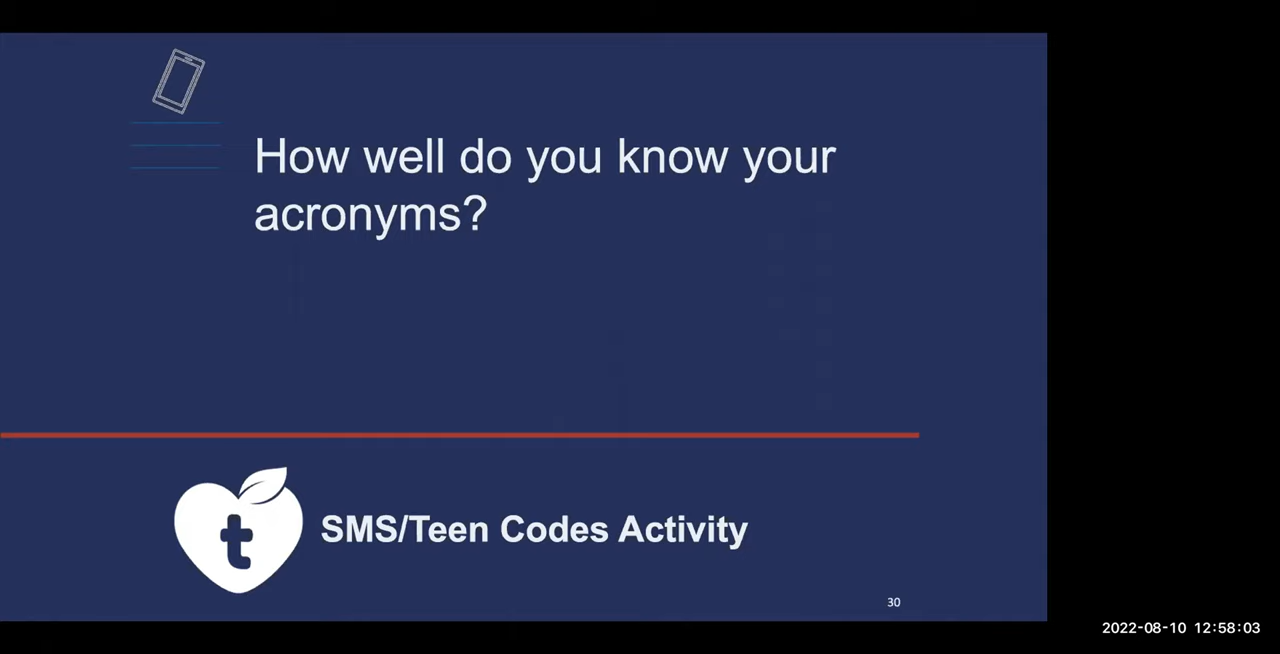 How well do you know your
acronyms?
t
SMS/Teen Codes Activity
30
2022-08-10 12:58:03